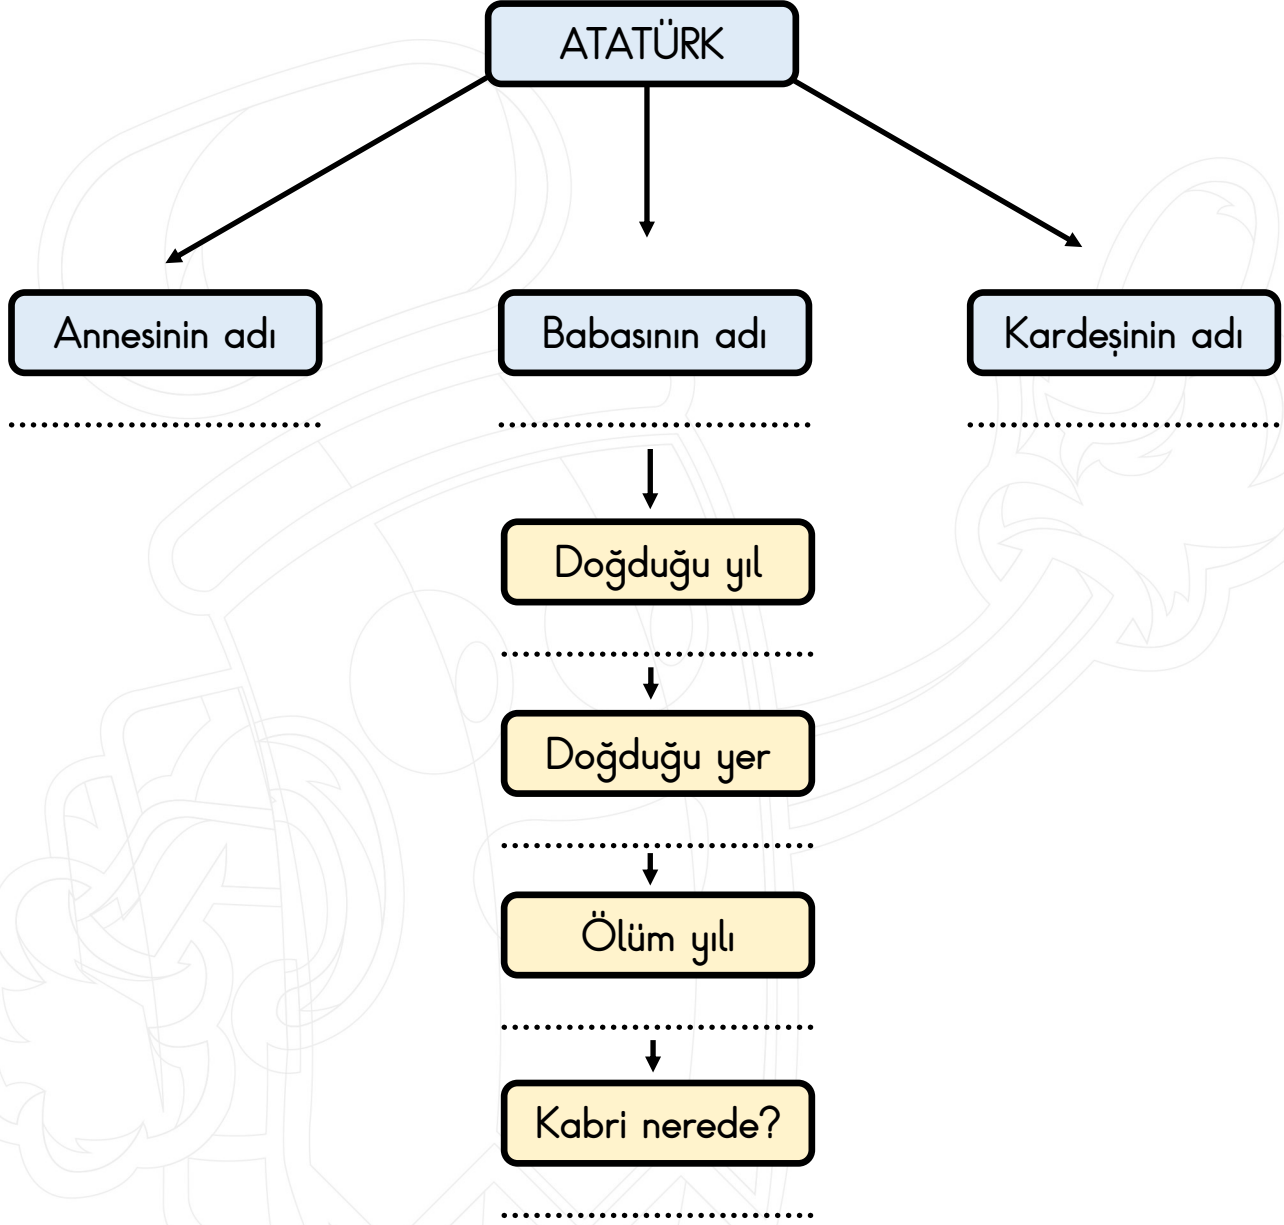 ATATÜRK
Annesinin adı
Babasının adı
Kardeşinin adı
Doğduğu yıl
Doğduğu yer
Ölüm yılı
Kabri nerede?